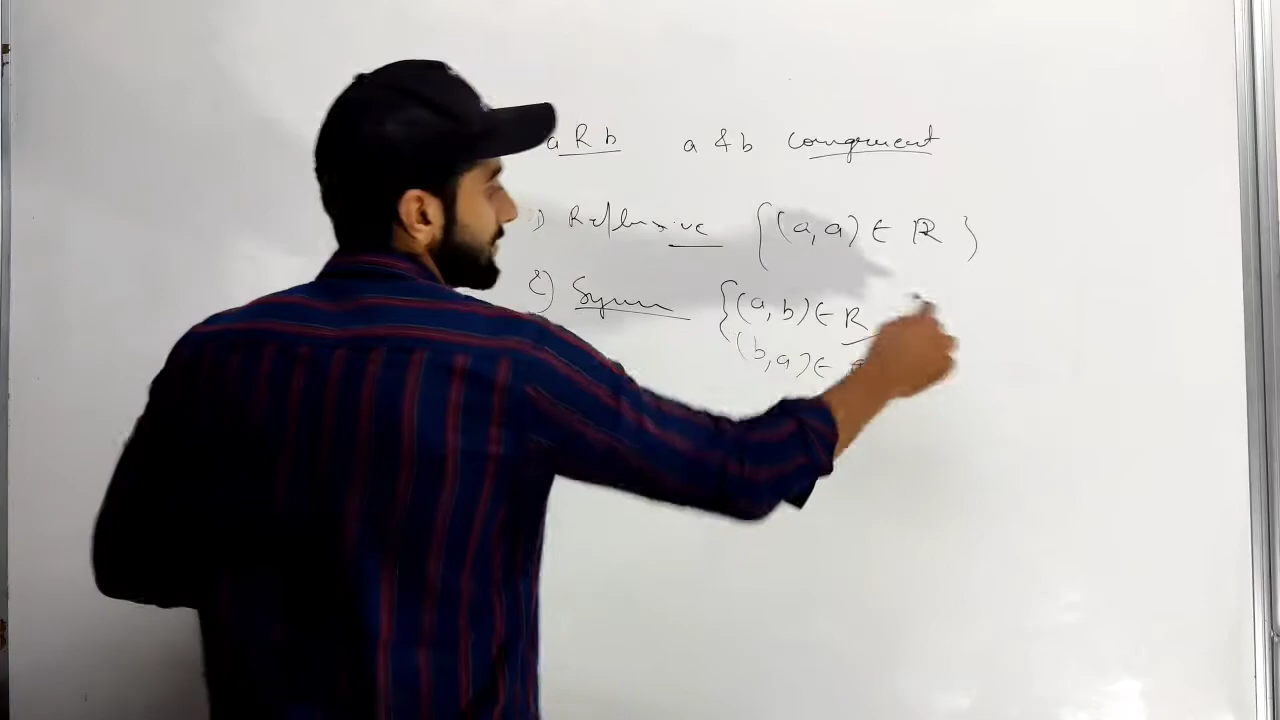 a R b a & b congruent
1) Reflexive {(a,a) ∈ R }
2) Symm {(a,b) ∈ R
(b,a) ∈